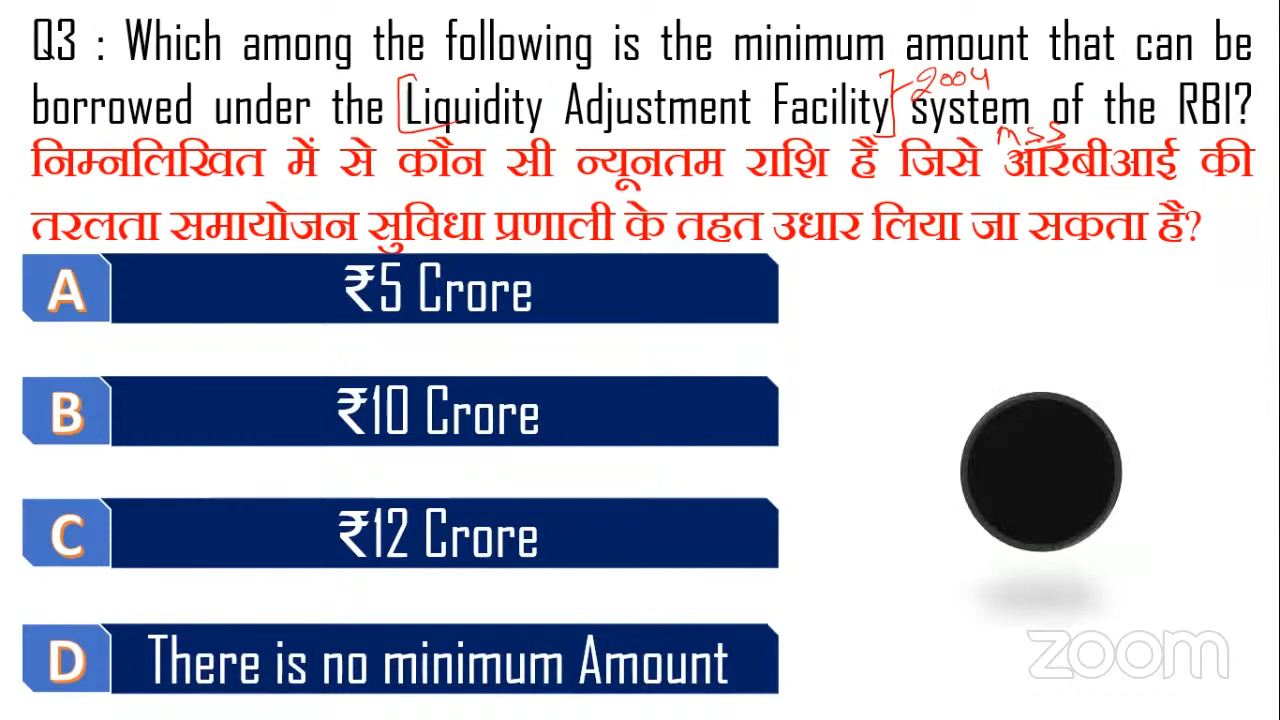 Q3 : Which among the following is the minimum amount that can be
borrowed under the Liquidity Adjustment Facility system of the RBI?
2004
MSS
निम्नलिखित में से कौन सी न्यूनतम राशि है जिसे आरबीआई की
तरलता समायोजन सुविधा प्रणाली के तहत उधार लिया जा सकता है?
A ₹5 Crore
B ₹10 Crore
C ₹12 Crore
D There is no minimum Amount
zoom